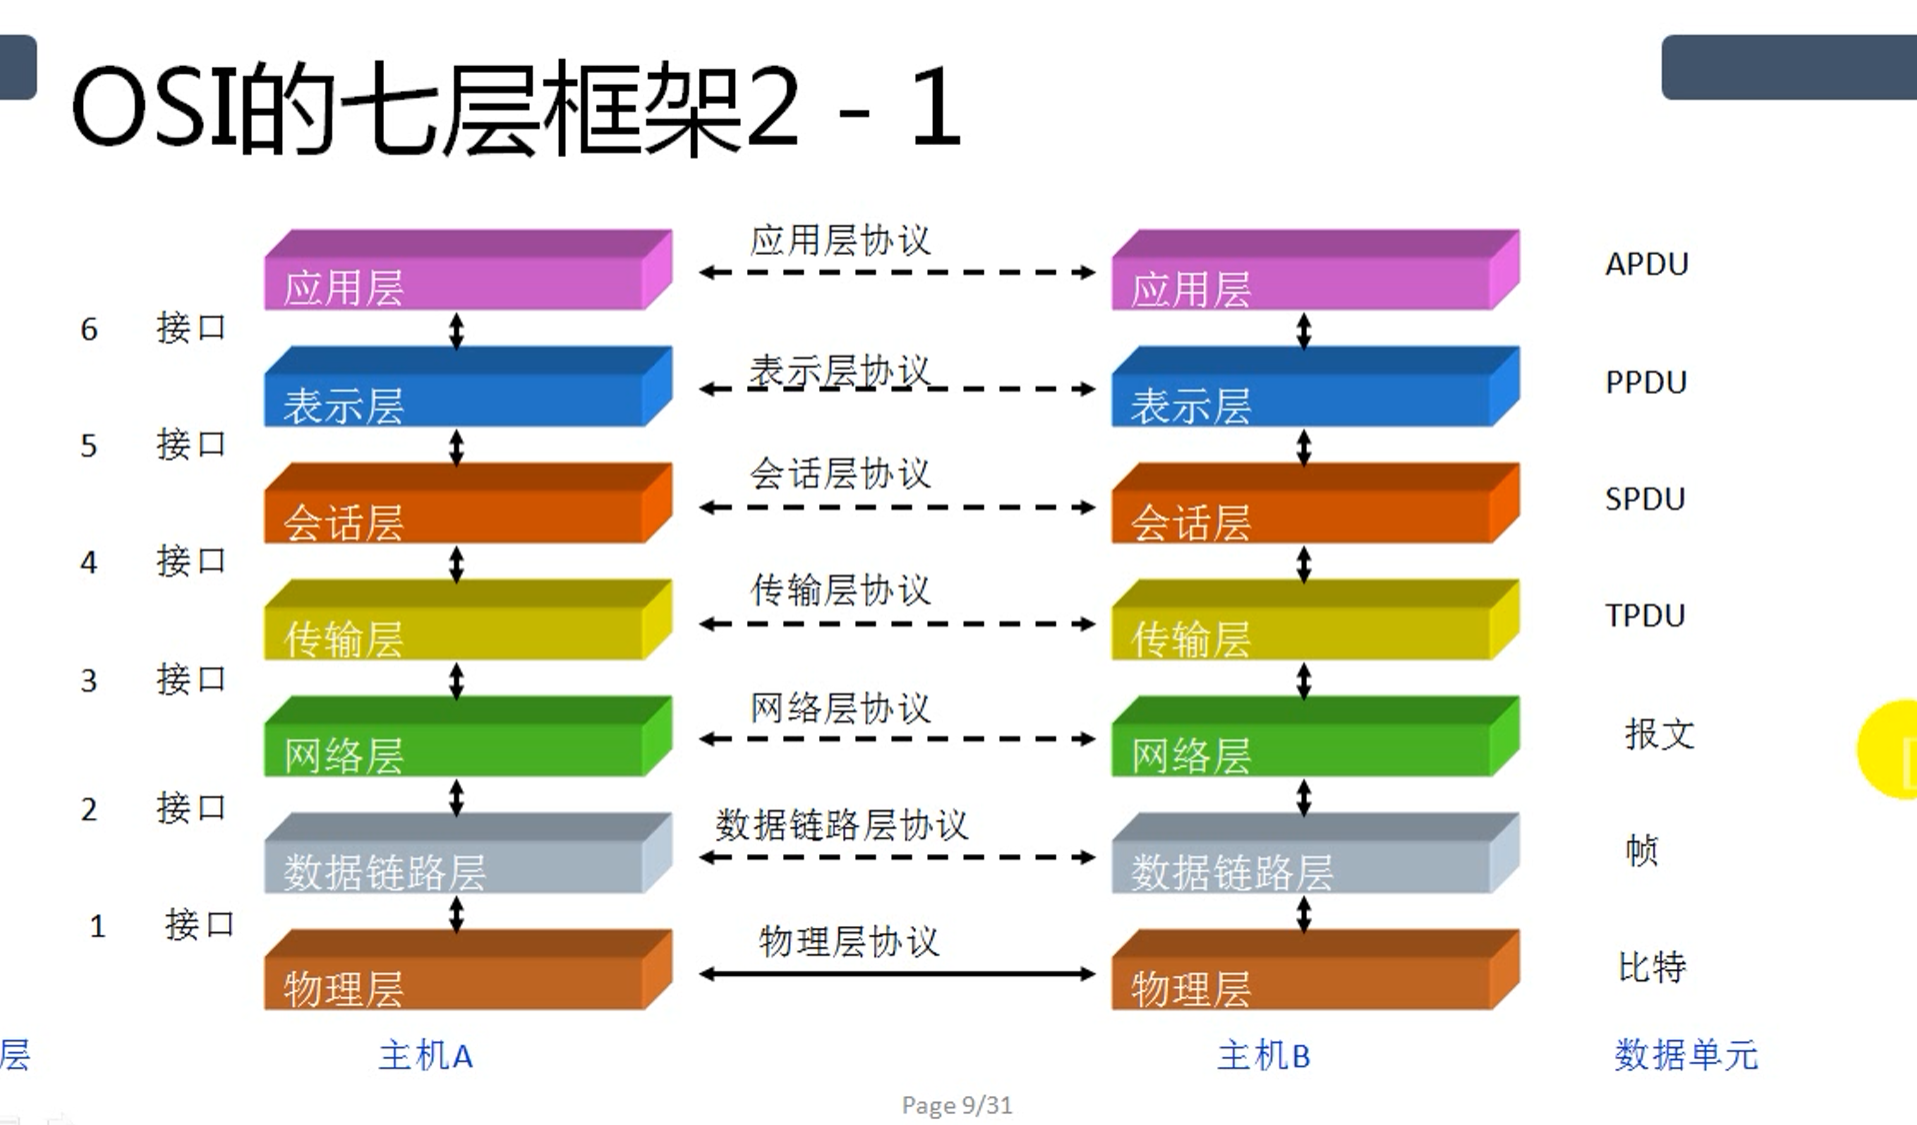 OSI的七层框架2 - 1
应用层协议
应用层
应用层
APDU
6 接口
表示层协议
表示层
表示层
PPDU
5 接口
会话层协议
会话层
会话层
SPDU
4 接口
传输层协议
传输层
传输层
TPDU
3 接口
网络层协议
网络层
网络层
报文
2 接口
数据链路层协议
数据链路层
数据链路层
帧
1 接口
物理层协议
物理层
物理层
比特
层
主机A
主机B
数据单元
Page 9/31